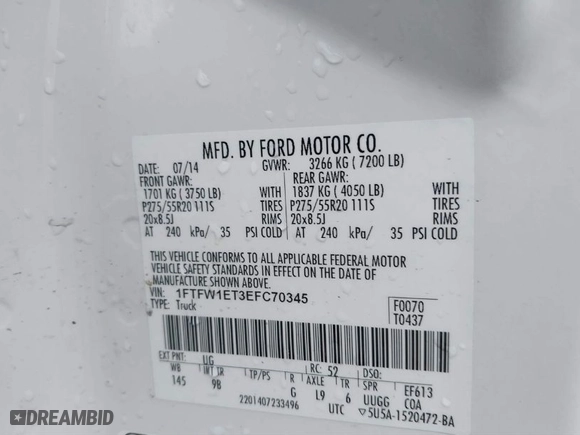 MFD. BY FORD MOTOR CO.
DATE: 07/14 GVWR: 3266 KG ( 7200 LB)
FRONT GAWR: REAR GAWR:
1701 KG ( 3750 LB) WITH 1837 KG ( 4050 LB) WITH
P275/55R20 111S TIRES P275/55R20 111S TIRES
20x8.5J RIMS 20x8.5J RIMS
AT 240 kPa/ 35 PSI COLD AT 240 kPa/ 35 PSI COLD
THIS VEHICLE CONFORMS TO ALL APPLICABLE FEDERAL MOTOR
VEHICLE SAFETY STANDARDS IN EFFECT ON THE DATE OF
MANUFACTURE SHOWN ABOVE.
VIN: 1FTFW1ET3EFC70345 F0070
TYPE: Truck T0437
EXT PNT: UG RC: 52 DSO:
WB INT TR TP/PS R AXLE TR SPR EF613
145 9B G L9 6 UUGG COA
2201407233496 UTC 5U5A-1520472-BA
DREAMBID